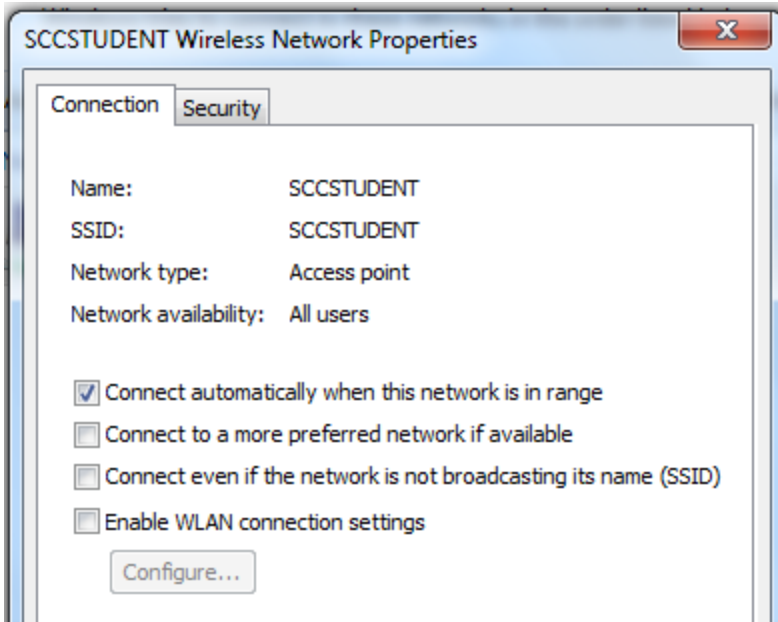 SCCSTUDENT Wireless Network Properties
X
Connection Security
Name: SCCSTUDENT
SSID: SCCSTUDENT
Network type: Access point
Network availability: All users
Connect automatically when this network is in range
Connect to a more preferred network if available
Connect even if the network is not broadcasting its name (SSID)
Enable WLAN connection settings
Configure...